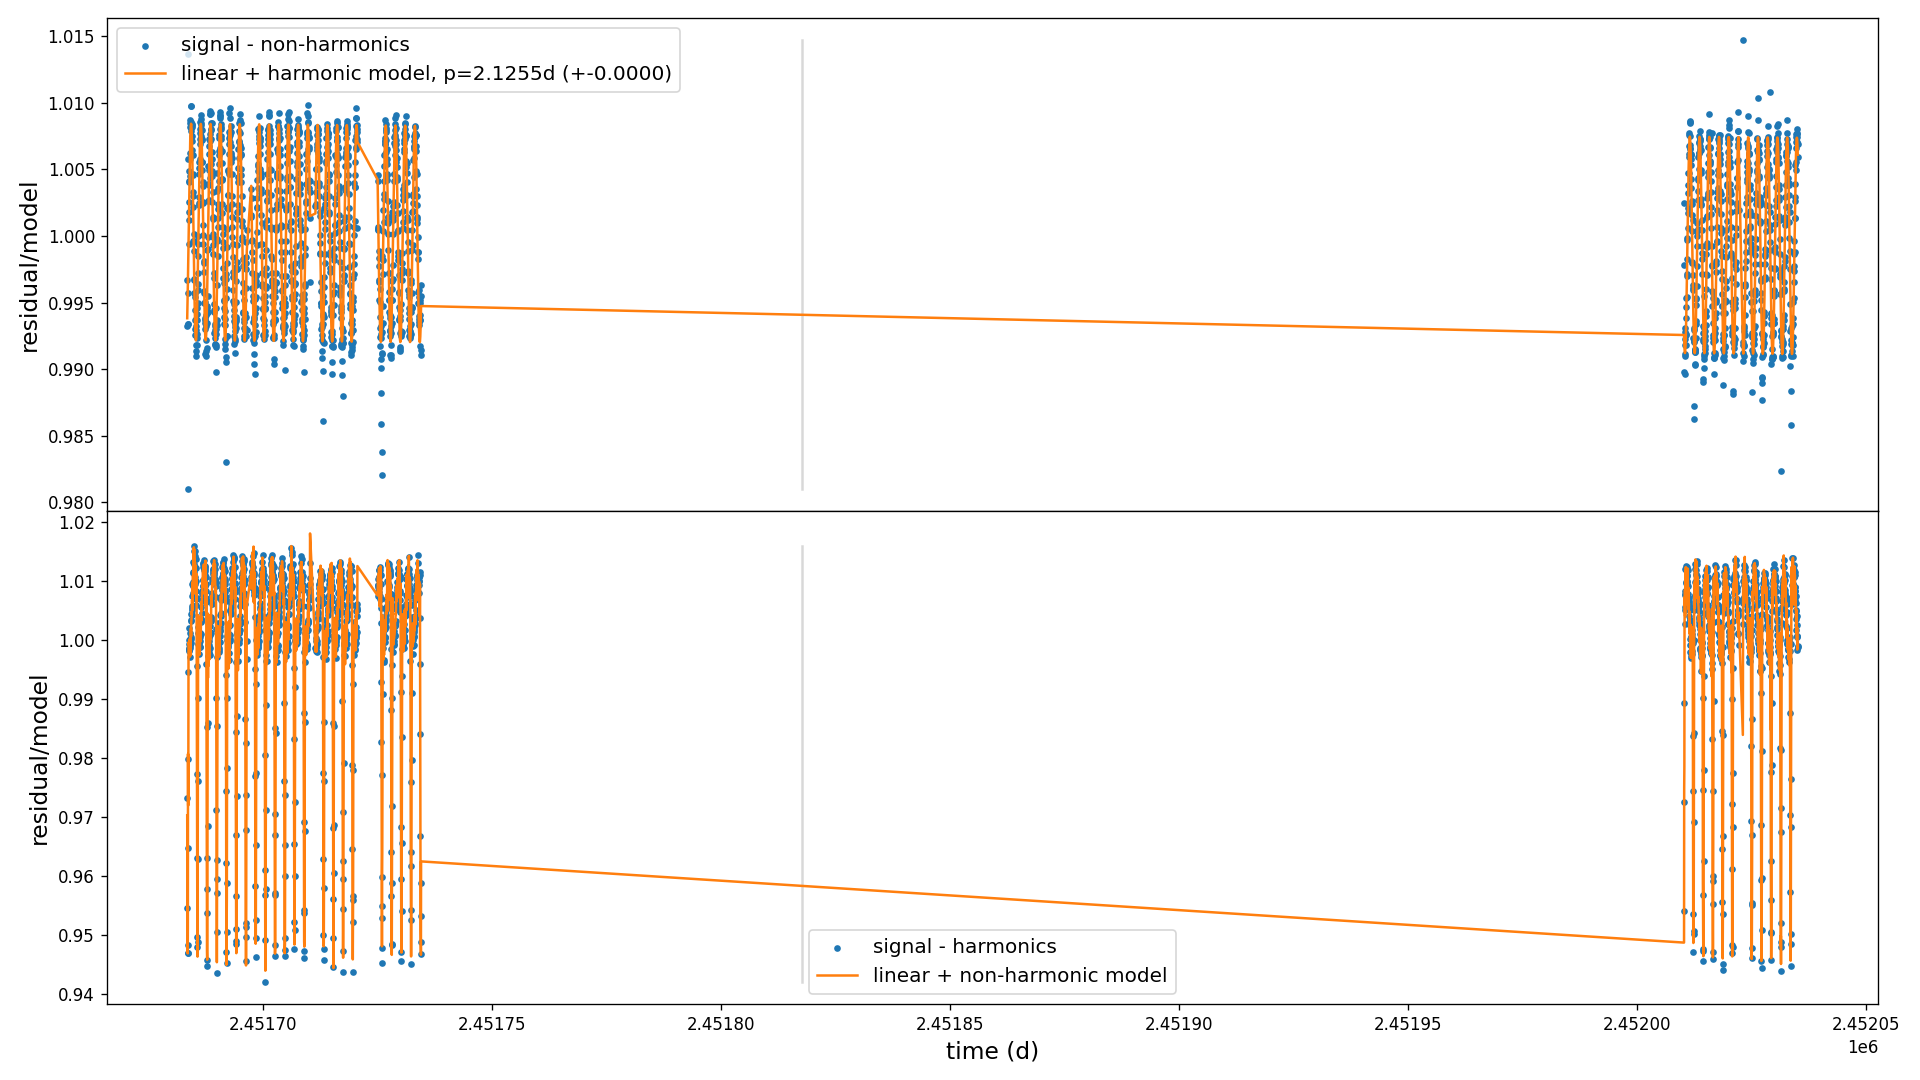 1.015
1.010
1.005
1.000
0.995
0.990
0.985
0.980
residual/model
signal - non-harmonics
linear + harmonic model, p=2.1255d (+-0.0000)
1.02
1.01
1.00
0.99
0.98
0.97
0.96
0.95
0.94
residual/model
signal - harmonics
linear + non-harmonic model
2.45170 2.45175 2.45180 2.45185 2.45190 2.45195 2.45200 2.45205
1e6
time (d)